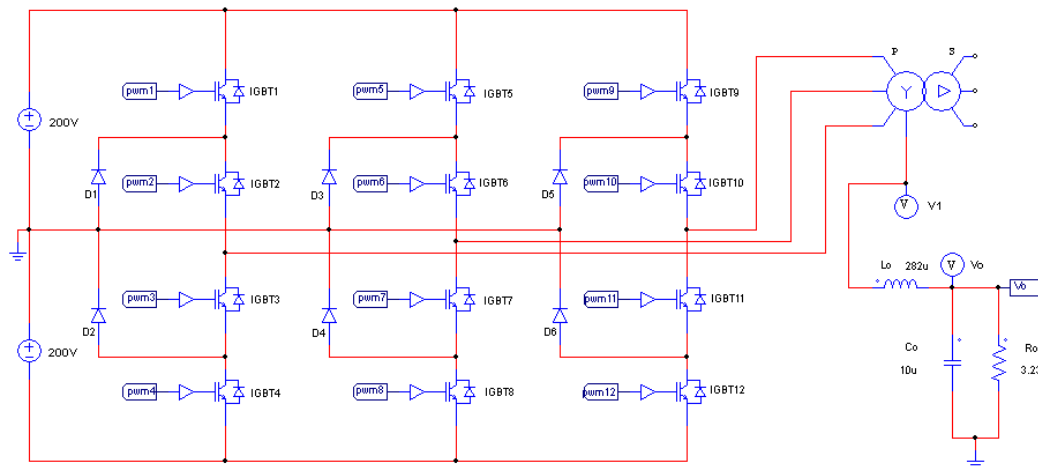 P S
pwm1 IGBT1 pwm5 IGBT5 pwm9 IGBT9
200V
Y
D1 pwm2 IGBT2 D3 pwm6 IGBT6 D5 pwm10 IGBT10
V V1
Lo 282u V Vo
Vo
D2 pwm3 IGBT3 D4 pwm7 IGBT7 D6 pwm11 IGBT11
200V
Co Ro
10u 3.23
pwm4 IGBT4 pwm8 IGBT8 pwm12 IGBT12